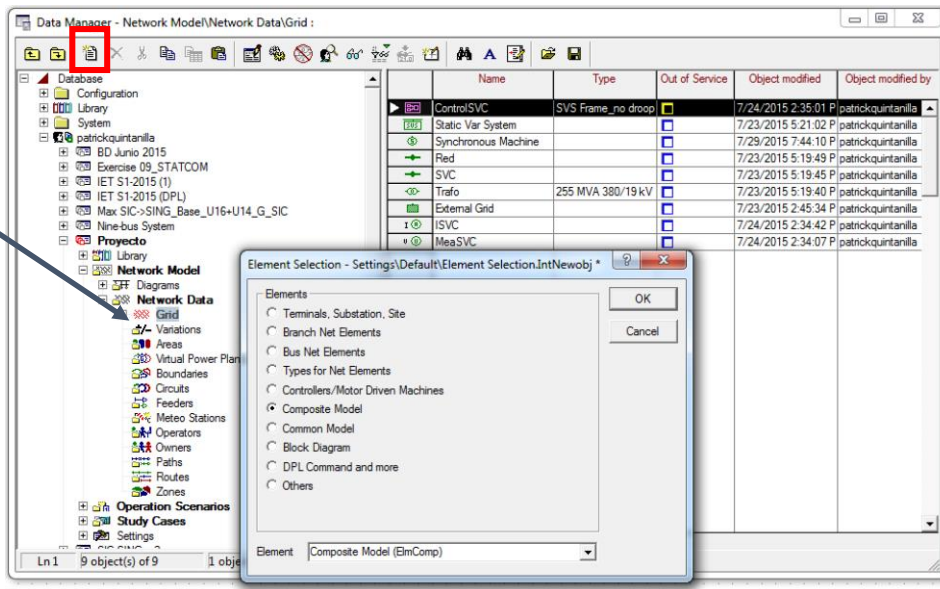 Data Manager - Network Model\Network Data\Grid :
Name Type Out of Service Object modified Object modified by
Database
Configuration
Library
System
patrickquintanilla
BD Junio 2015
Exercise 09_STATCOM
IET S1-2015 (1)
IET S1-2015 (DPL)
Max SIC->SING_Base_U16+U14_G_SIC
Nine-bus System
Proyecto
Library
Network Model
Diagrams
Network Data
Grid
Variations
Areas
Virtual Power Plan
Boundaries
Circuits
Feeders
Meteo Stations
Operators
Owners
Paths
Routes
Zones
Operation Scenarios
Study Cases
Settings
ControlSVC SVS Frame_no droop 7/24/2015 2:35:01 P patrickquintanilla
Static Var System 7/23/2015 5:21:02 P patrickquintanilla
Synchronous Machine 7/29/2015 7:44:10 P patrickquintanilla
Red 7/23/2015 5:19:49 P patrickquintanilla
SVC 7/23/2015 5:19:45 P patrickquintanilla
Trafo 255 MVA 380/19 kV 7/23/2015 5:19:40 P patrickquintanilla
External Grid 7/23/2015 2:45:34 P patrickquintanilla
ISVC 7/24/2015 2:34:42 P patrickquintanilla
MeaSVC 7/24/2015 2:34:07 P patrickquintanilla
Element Selection - Settings\Default\Element Selection.IntNewobj *
Elements
Terminals, Substation, Site
Branch Net Elements
Bus Net Elements
Types for Net Elements
Controllers/Motor Driven Machines
Composite Model
Common Model
Block Diagram
DPL Command and more
Others
OK
Cancel
Element Composite Model (ElmComp)
Ln 1 9 object(s) of 9 1 obje